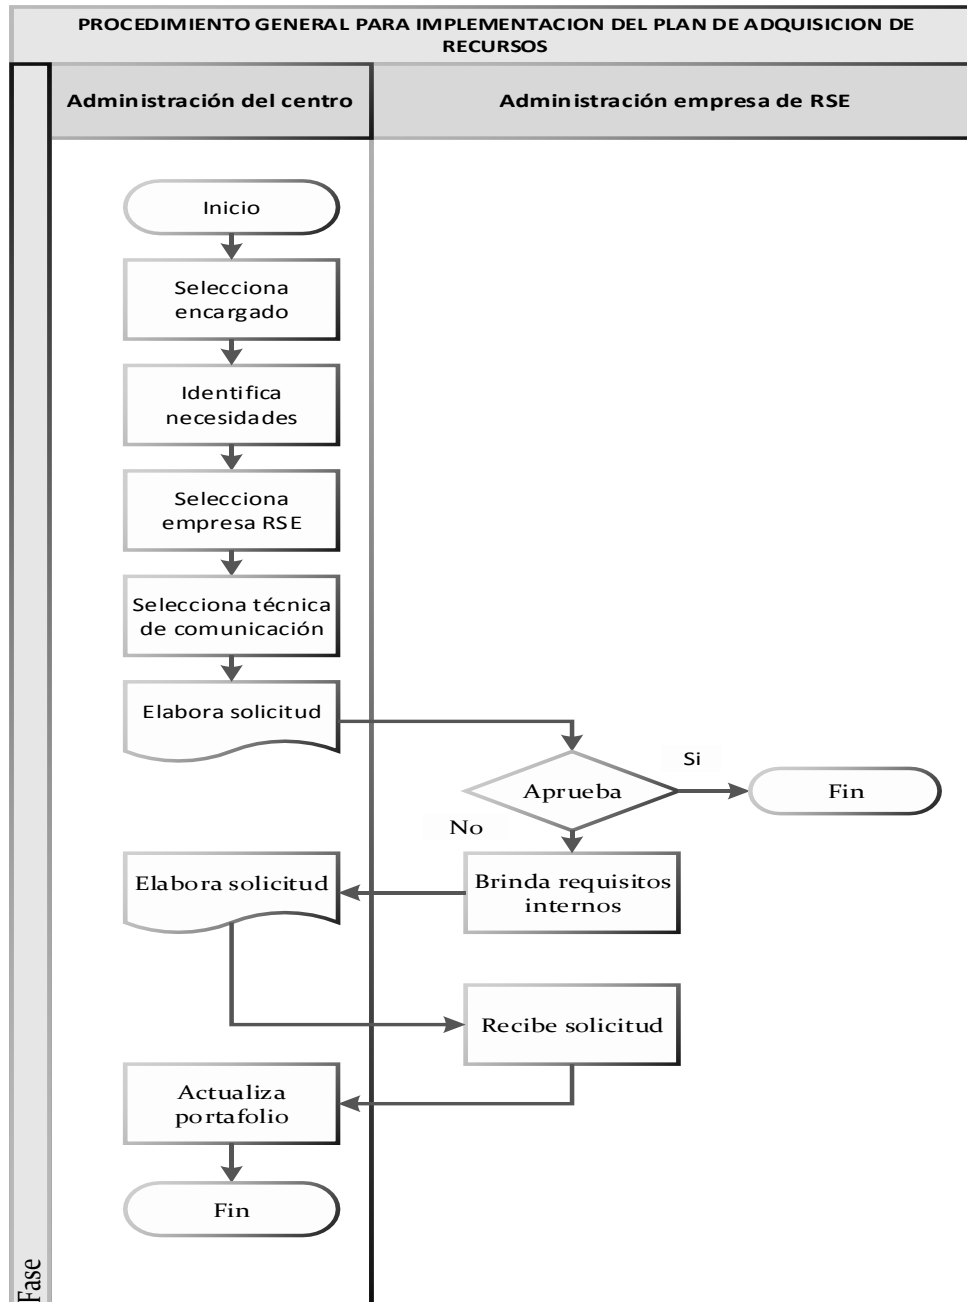 PROCEDIMIENTO GENERAL PARA IMPLEMENTACION DEL PLAN DE ADQUISICION DE
RECURSOS
Administración del centro
Administración empresa de RSE
Inicio
Selecciona
encargado
Identifica
necesidades
Selecciona
empresa RSE
Selecciona técnica
de comunicación
Elabora solicitud
Si
Aprueba
Fin
No
Elabora solicitud
Brinda requisitos
internos
Recibe solicitud
Actualiza
portafolio
Fin
Fase